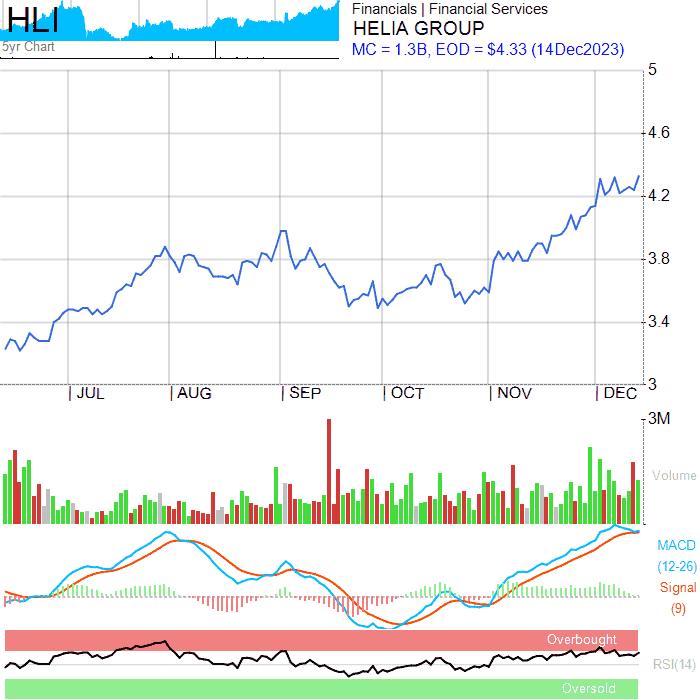 HLI
5yr Chart
Financials | Financial Services
HELIA GROUP
MC = 1.3B, EOD = $4.33 (14Dec2023)
5
4.6
4.2
3.8
3.4
3
JUL
AUG
SEP
OCT
NOV
DEC
3M
Volume
MACD
(12-26)
Signal
(9)
Overbought
RSI(14)
Oversold